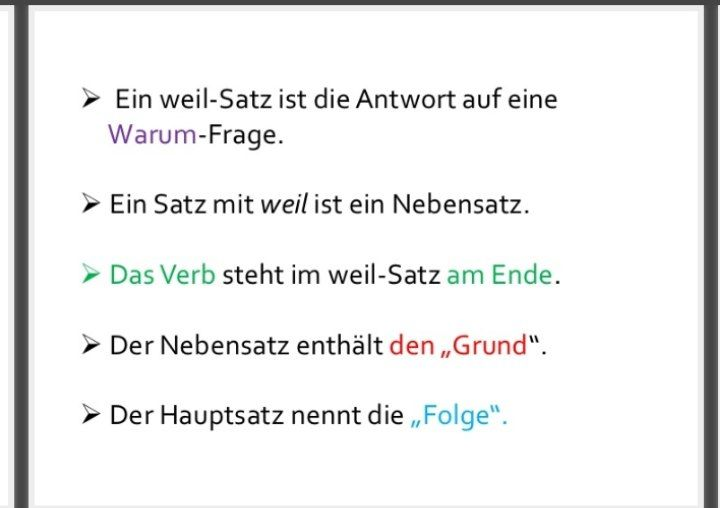 ➢ Ein weil-Satz ist die Antwort auf eine
Warum-Frage.
➢ Ein Satz mit weil ist ein Nebensatz.
➢ Das Verb steht im weil-Satz am Ende.
➢ Der Nebensatz enthält den „Grund“.
➢ Der Hauptsatz nennt die „Folge“.